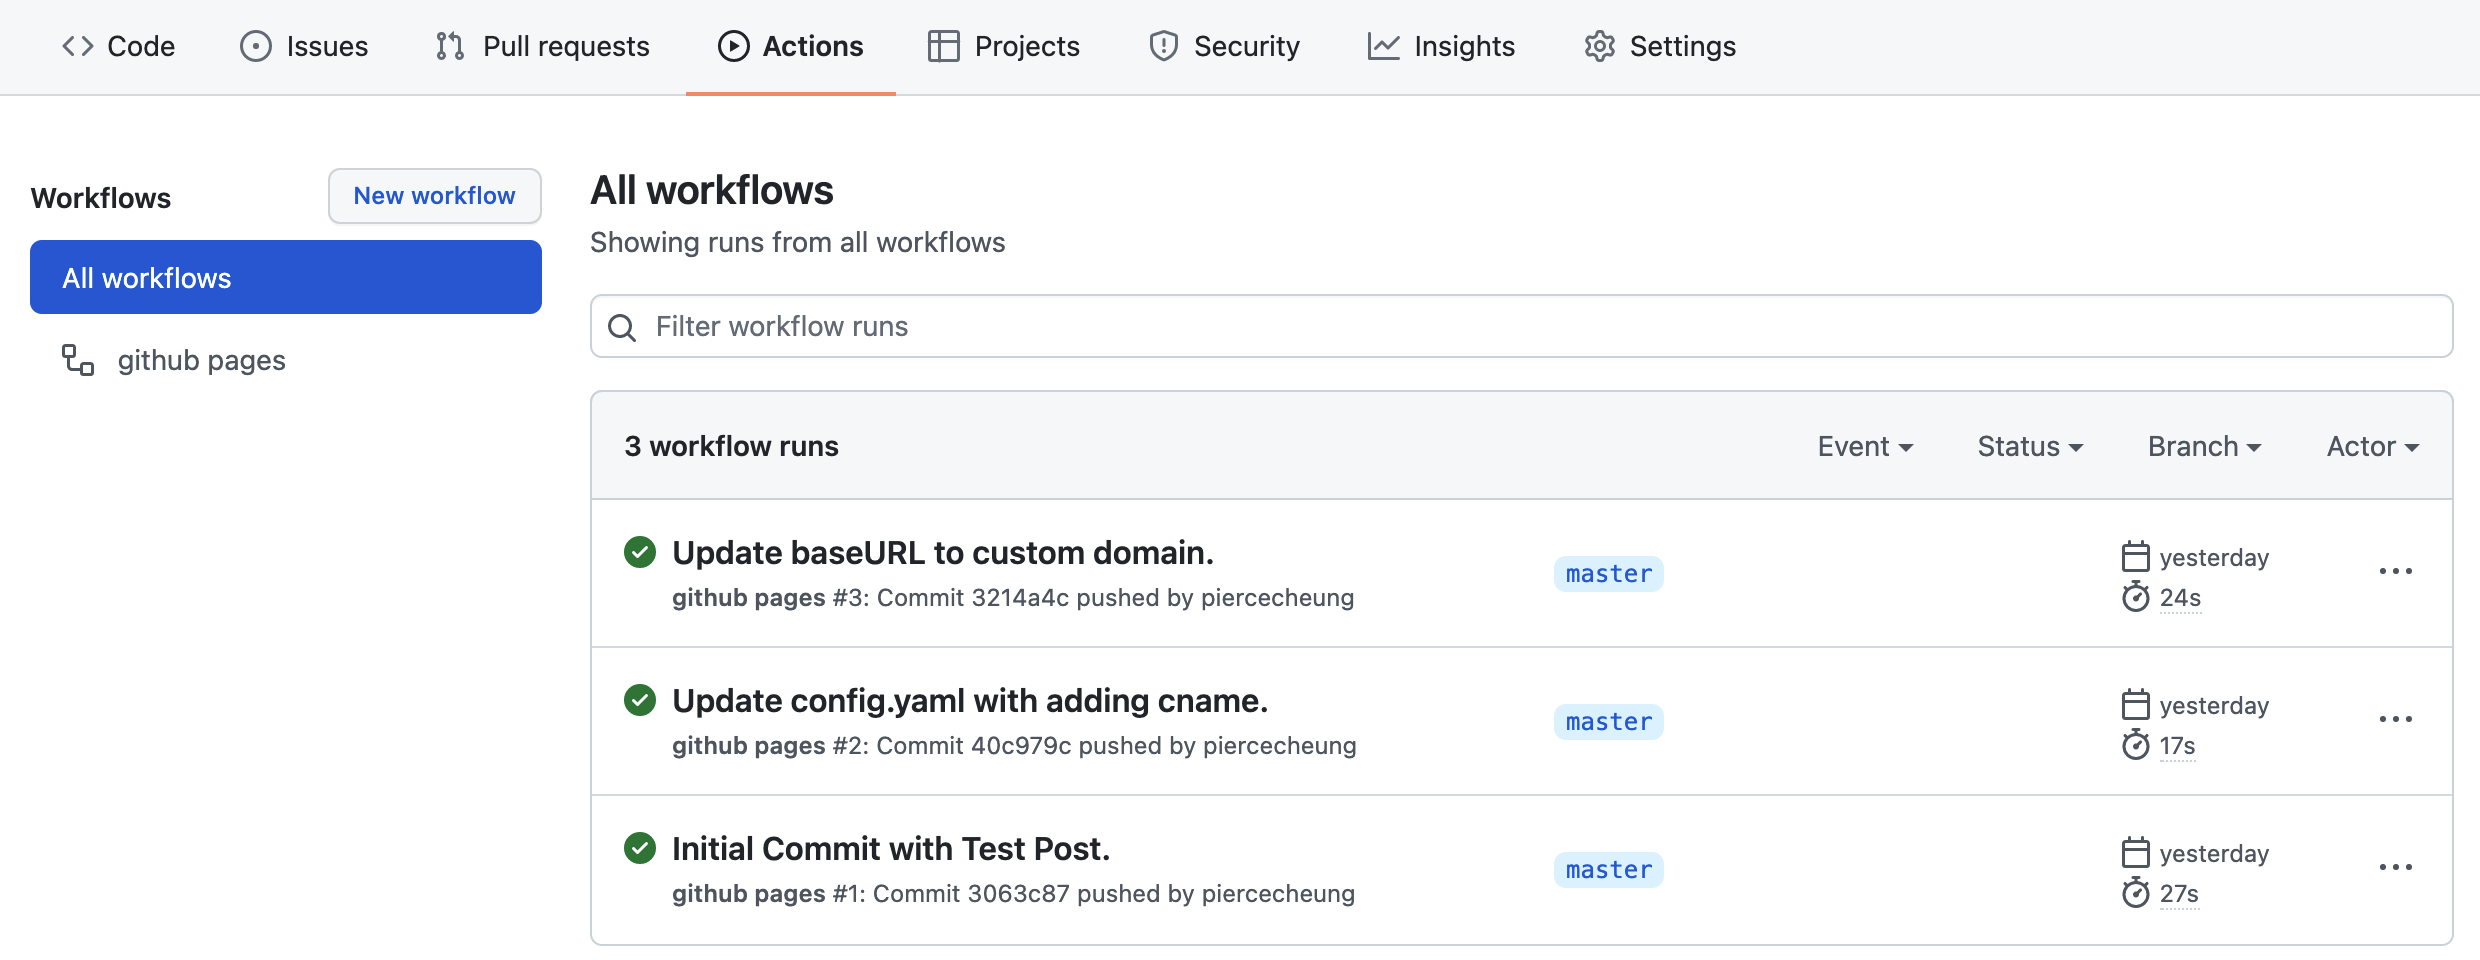 Code Issues Pull requests Actions Projects Security Insights Settings
Workflows
New workflow
All workflows
github pages
All workflows
Showing runs from all workflows
Filter workflow runs
3 workflow runs Event Status Branch Actor
Update baseURL to custom domain.
github pages #3: Commit 3214a4c pushed by piercecheung
master
yesterday
24s
Update config.yaml with adding cname.
github pages #2: Commit 40c979c pushed by piercecheung
master
yesterday
17s
Initial Commit with Test Post.
github pages #1: Commit 3063c87 pushed by piercecheung
master
yesterday
27s